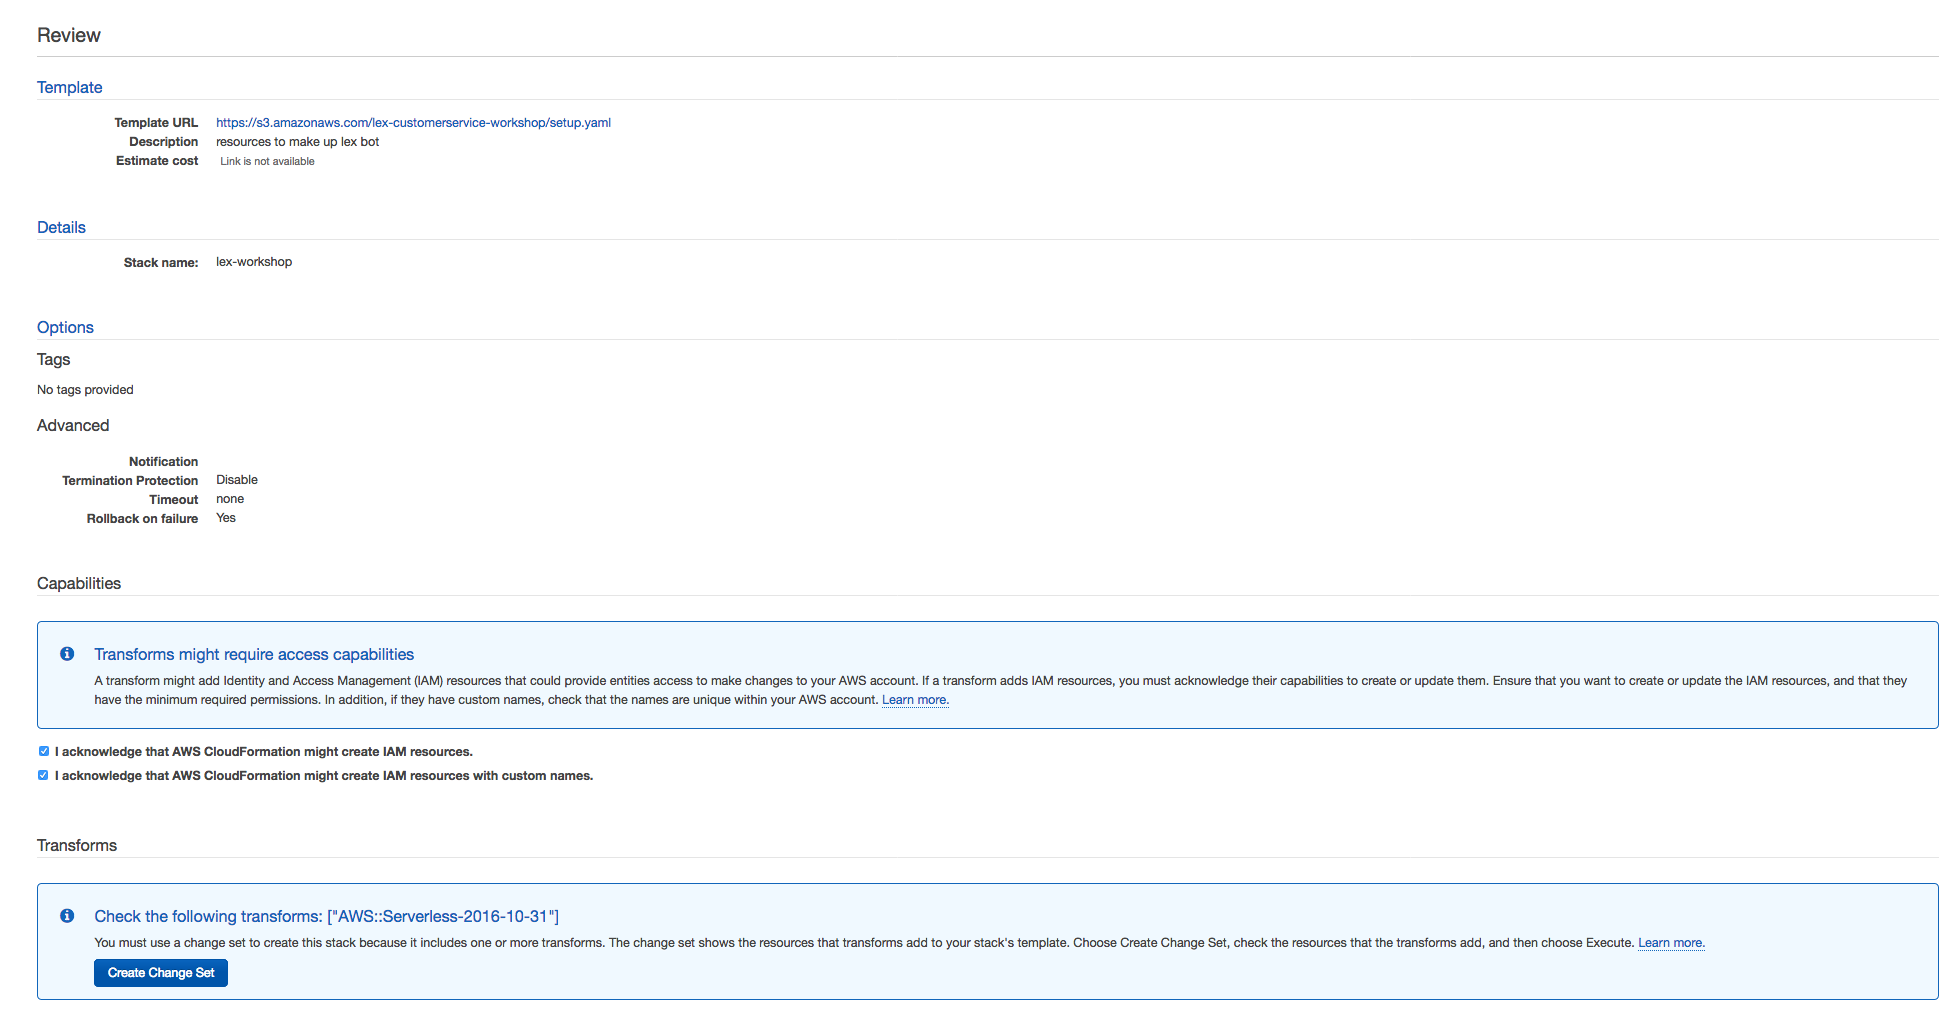 Review
Template
Template URL https://s3.amazonaws.com/lex-customerservice-workshop/setup.yaml
Description resources to make up lex bot
Estimate cost Link is not available
Details
Stack name: lex-workshop
Options
Tags
No tags provided
Advanced
Notification
Termination Protection Disable
Timeout none
Rollback on failure Yes
Capabilities
Transforms might require access capabilities
A transform might add Identity and Access Management (IAM) resources that could provide entities access to make changes to your AWS account. If a transform adds IAM resources, you must acknowledge their capabilities to create or update them. Ensure that you want to create or update the IAM resources, and that they
have the minimum required permissions. In addition, if they have custom names, check that the names are unique within your AWS account. Learn more.
I acknowledge that AWS CloudFormation might create IAM resources.
I acknowledge that AWS CloudFormation might create IAM resources with custom names.
Transforms
Check the following transforms: ["AWS::Serverless-2016-10-31"]
You must use a change set to create this stack because it includes one or more transforms. The change set shows the resources that transforms add to your stack's template. Choose Create Change Set, check the resources that the transforms add, and then choose Execute. Learn more.
Create Change Set